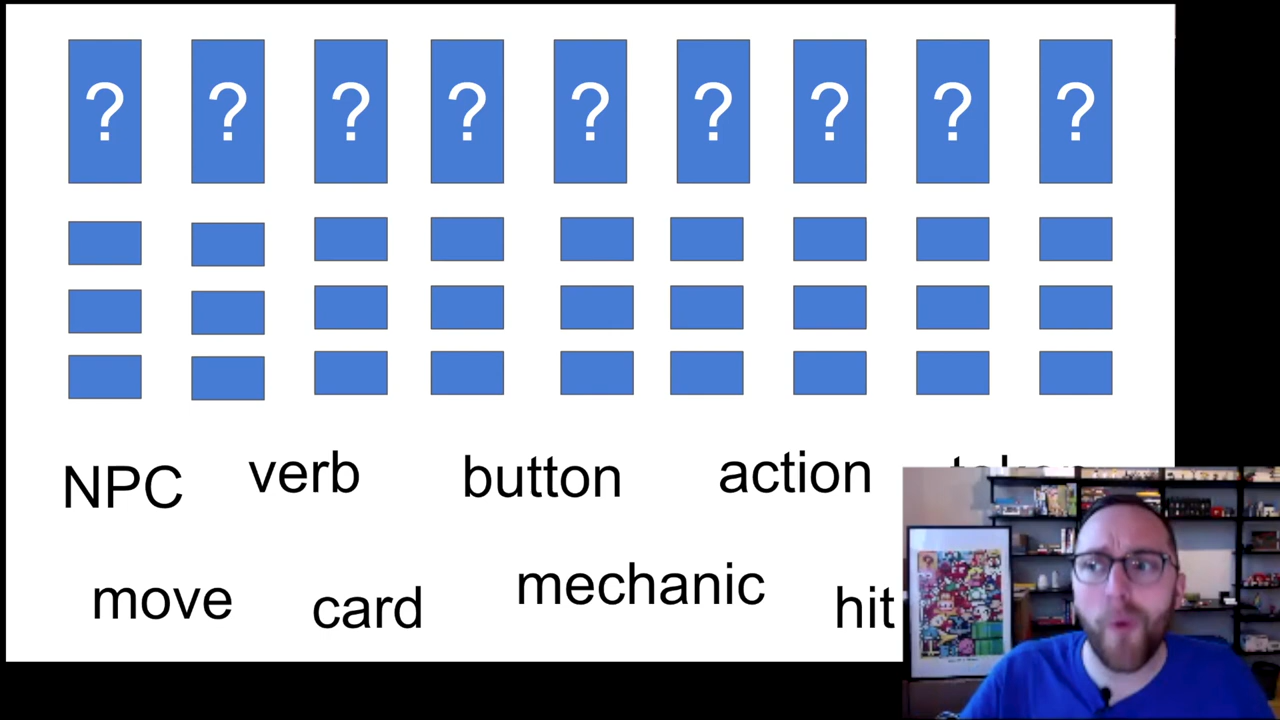 ? ? ? ? ? ? ? ? ?
NPC verb button action
move card mechanic hit